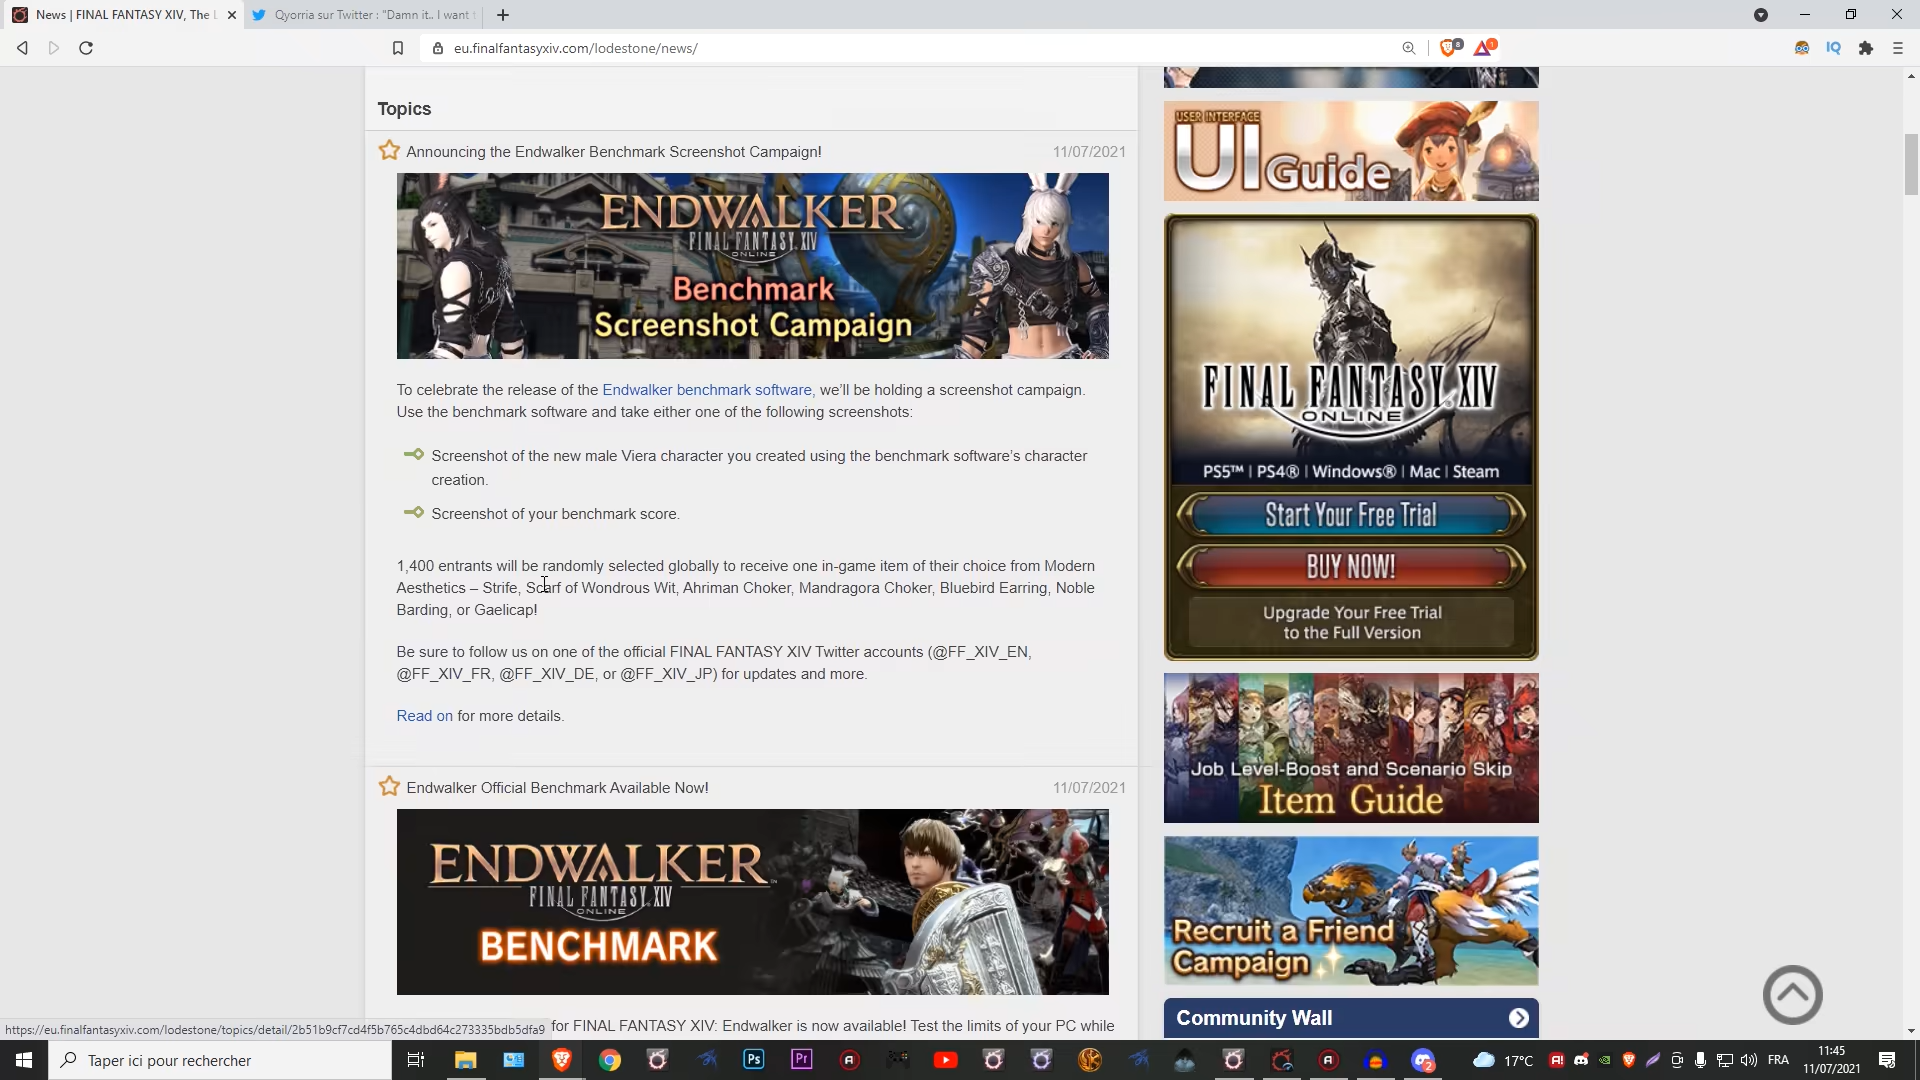 News | FINAL FANTASY XIV, The L
Qyorria sur Twitter : "Damn it.. I want t
eu.finalfantasyxiv.com/lodestone/news/
8
1
IQ
Topics
Announcing the Endwalker Benchmark Screenshot Campaign!
11/07/2021
ENDWALKER
FINAL FANTASY XIV
ONLINE
Benchmark
Screenshot Campaign
To celebrate the release of the Endwalker benchmark software, we'll be holding a screenshot campaign.
Use the benchmark software and take either one of the following screenshots:
Screenshot of the new male Viera character you created using the benchmark software's character
creation.
Screenshot of your benchmark score.
1,400 entrants will be randomly selected globally to receive one in-game item of their choice from Modern
Aesthetics – Strife, Scarf of Wondrous Wit, Ahriman Choker, Mandragora Choker, Bluebird Earring, Noble
Barding, or Gaelicap!
Be sure to follow us on one of the official FINAL FANTASY XIV Twitter accounts (@FF_XIV_EN,
@FF_XIV_FR, @FF_XIV_DE, or @FF_XIV_JP) for updates and more.
Read on for more details.
Endwalker Official Benchmark Available Now!
11/07/2021
ENDWALKER
FINAL FANTASY XIV
ONLINE
BENCHMARK
for FINAL FANTASY XIV: Endwalker is now available! Test the limits of your PC while
USER INTERFACE
UI Guide
FINAL FANTASY XIV
ONLINE
PS5™ | PS4® | Windows® | Mac | Steam
Start Your Free Trial
BUY NOW!
Upgrade Your Free Trial
to the Full Version
Job Level-Boost and Scenario Skip
Item Guide
Recruit a Friend
Campaign
Community Wall
https://eu.finalfantasyxiv.com/lodestone/topics/detail/2b51b9cf7cd4f5b765c4dbd64c273335bdb5dfa9
Taper ici pour rechercher
Ps
Pr
17°C
FRA
11:45
11/07/2021